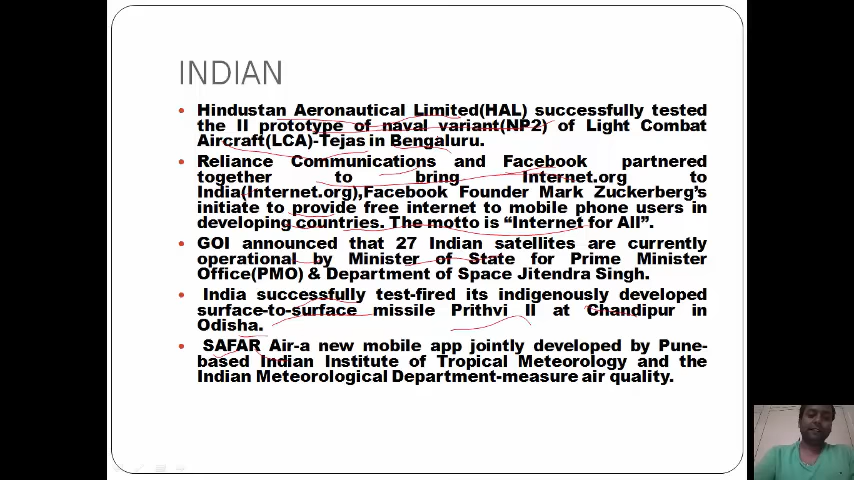 INDIAN
• Hindustan Aeronautical Limited(HAL) successfully tested
the II prototype of naval variant(NP2) of Light Combat
Aircraft(LCA)-Tejas in Bengaluru.
• Reliance Communications and Facebook partnered
together to bring Internet.org to
India(Internet.org),Facebook Founder Mark Zuckerberg's
initiate to provide free internet to mobile phone users in
developing countries. The motto is “Internet for All”.
• GOI announced that 27 Indian satellites are currently
operational by Minister of State for Prime Minister
Office(PMO) & Department of Space Jitendra Singh.
• India successfully test-fired its indigenously developed
surface-to-surface missile Prithvi II at Chandipur in
Odisha.
• SAFAR Air-a new mobile app jointly developed by Pune-
based Indian Institute of Tropical Meteorology and the
Indian Meteorological Department-measure air quality.